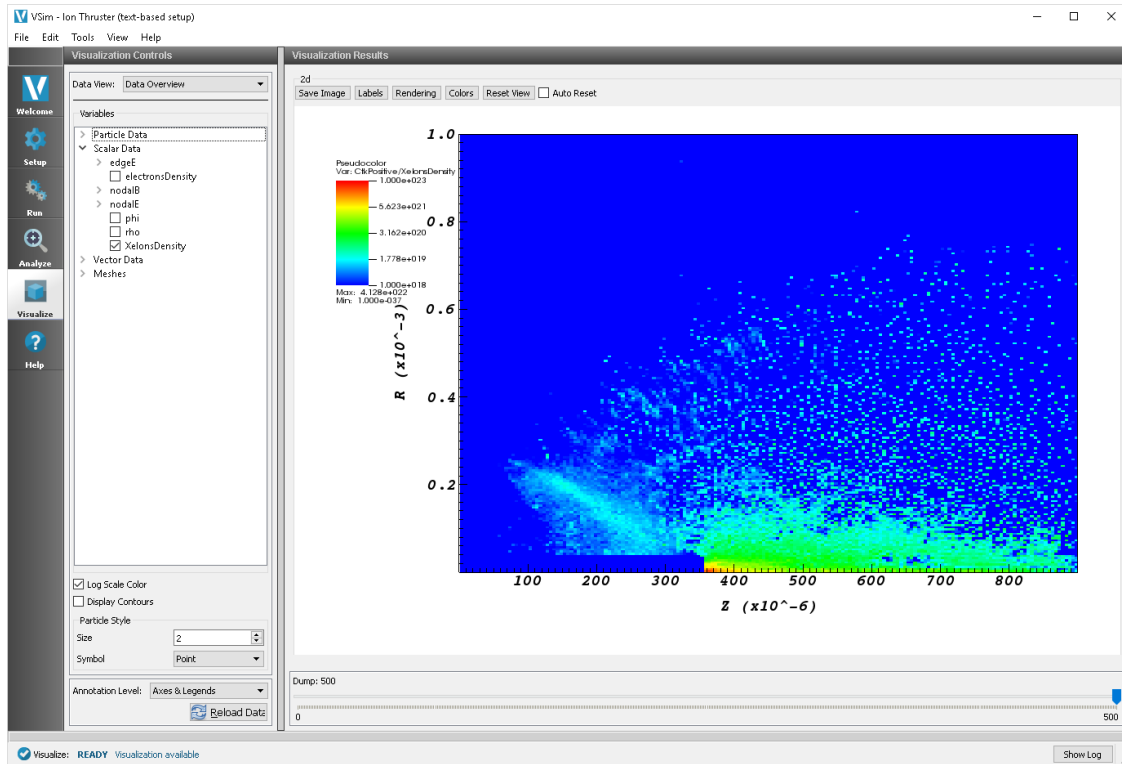 VSim - Ion Thruster (text-based setup)
File Edit Tools View Help
Visualization Controls
Visualization Results
Welcome
Setup
Run
Analyze
Visualize
Help
Data View: Data Overview
Variables
Particle Data
Scalar Data
edgeE
electronsDensity
nodalB
nodalE
phi
rho
XeIonsDensity
Vector Data
Meshes
Log Scale Color
Display Contours
Particle Style
Size 2
Symbol Point
Annotation Level: Axes & Legends
Reload Data
2d
Save Image Labels Rendering Colors Reset View Auto Reset
Pseudocolor
Var: CtkPositive/XeIonsDensity
1.000e+023
5.623e+021
3.162e+020
1.778e+019
1.000e+018
Max: 4.128e+022
Min: 1.000e-037
R (x10^-3)
1.0
0.8
0.6
0.4
0.2
100 200 300 400 500 600 700 800
Z (x10^-6)
Dump: 500
0 500
Visualize: READY Visualization available
Show Log